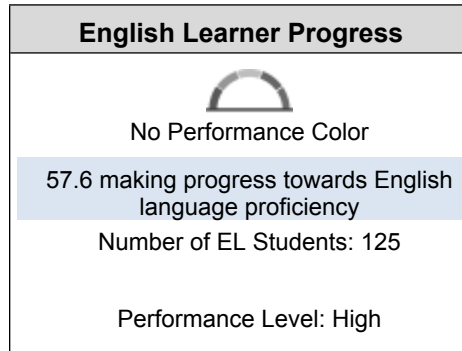 English Learner Progress
No Performance Color
57.6 making progress towards English
language proficiency
Number of EL Students: 125
Performance Level: High